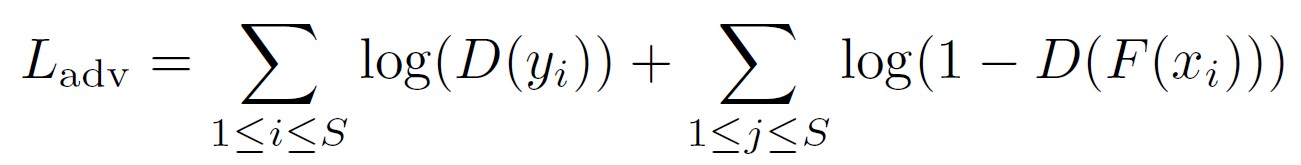 L_adv = ∑_{1≤i≤S} log(D(y_i)) + ∑_{1≤j≤S} log(1 − D(F(x_i)))